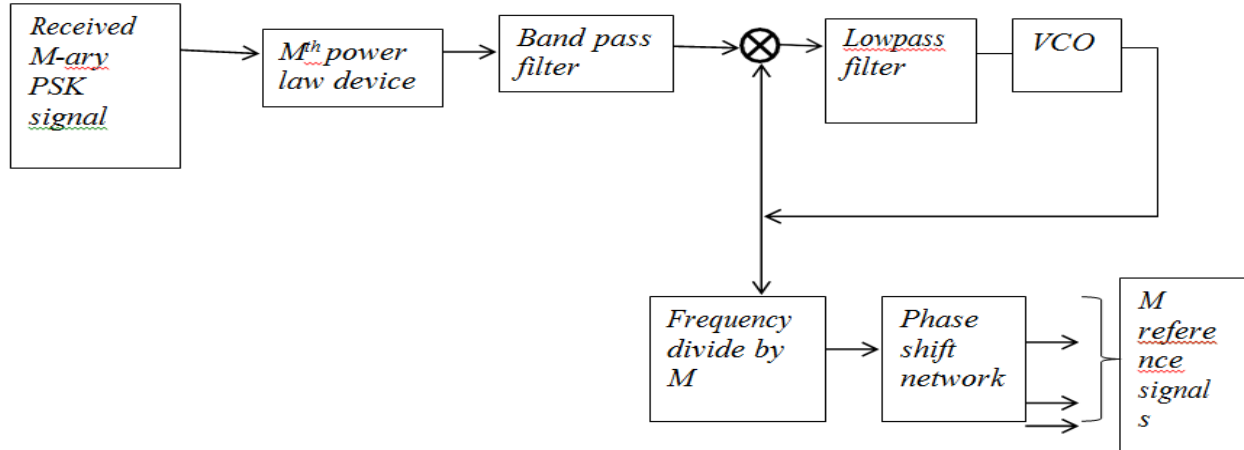 Received
M-ary
PSK
signal
Mth power
law device
Band pass
filter
Lowpass
filter
VCO
Frequency
divide by
M
Phase
shift
network
M
refere
nce
signal
s